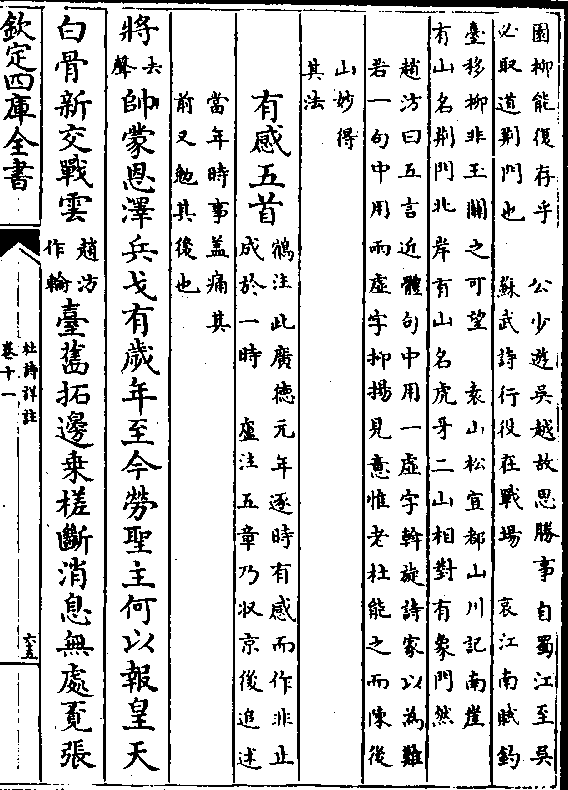 園柳能復存乎　公少遊吳越故思勝事自蜀江至吳
必取道荆門也　蘇武詩行役在戰場　哀江南賦釣
臺移柳非玉關之可望　袁山松宜都山川記南崖
有山名荆門北岸有山名虎牙二山相對有象門然
趙汸曰五言近體句中用一虛字斡旋詩家以為難
若一句中用兩虛字抑揚見意惟老杜能之而陳後
山妙得
其法
有感五首
鶴注此廣德元年逐時有感而作非止
成於一時　盧注五章乃収京後追述
當年時事盖痛其
前又勉其後也
將去聲帥蒙恩澤兵戈有歲年至今勞聖主何以報皇天
白骨新交戰雲趙汸作輪臺舊拓邊乗槎斷消息無處覔張
欽定四庫全書
杜詩詳註
卷十一
六五